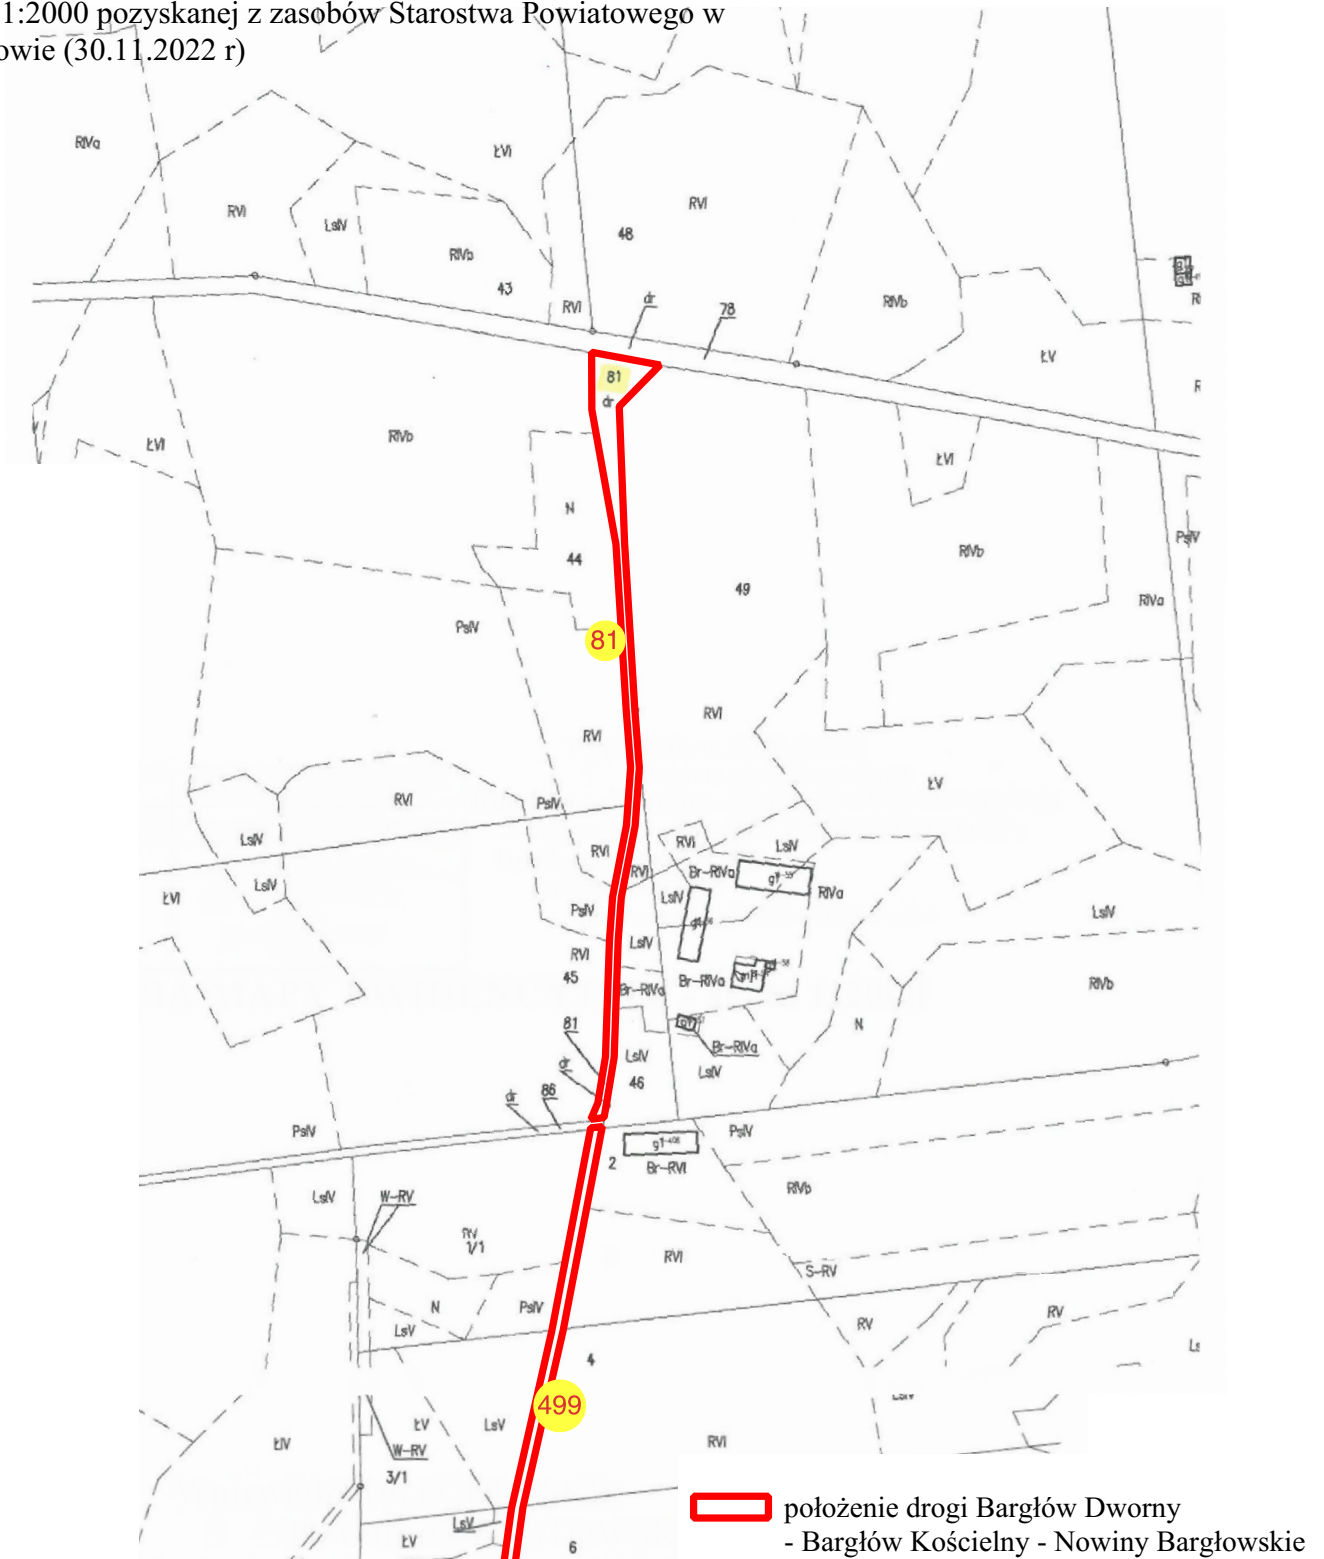 1:2000 pozyskanej z zasobów Starostwa Powiatowego w
owie (30.11.2022 r)
RIVa
ŁVI
RVI
RVI
LsIV
48
RIVb
43
dr
78
RVI
RIVb
ŁV
81
dr
RIVb
ŁVI
ŁVI
N
PsIV
44
RIVb
49
RIVa
PsIV
81
RVI
RVI
ŁV
RVI
PsIV
LsIV
RVI
RVI
LsIV
RVI
Br-RIVa
LsIV
ŁVI
LsIV
RIVa
PsIV
LsIV
LsIV
RVI
45
Br-RIVa
Br-RIVa
RIVb
81
N
Br-RIVa
dr
LsIV
LsIV
46
dr
86
PsIV
PsIV
2
Br-RVI
LsIV
W-RV
RIVb
RV
1/1
RVI
S-RV
N
PsIV
RV
RV
LsV
Ls
4
499
ŁV
LsV
ŁIV
W-RV
RVI
3/1
położenie drogi Bargłów Dworny
- Bargłów Kościelny - Nowiny Bargłowskie
LsV
ŁV
6